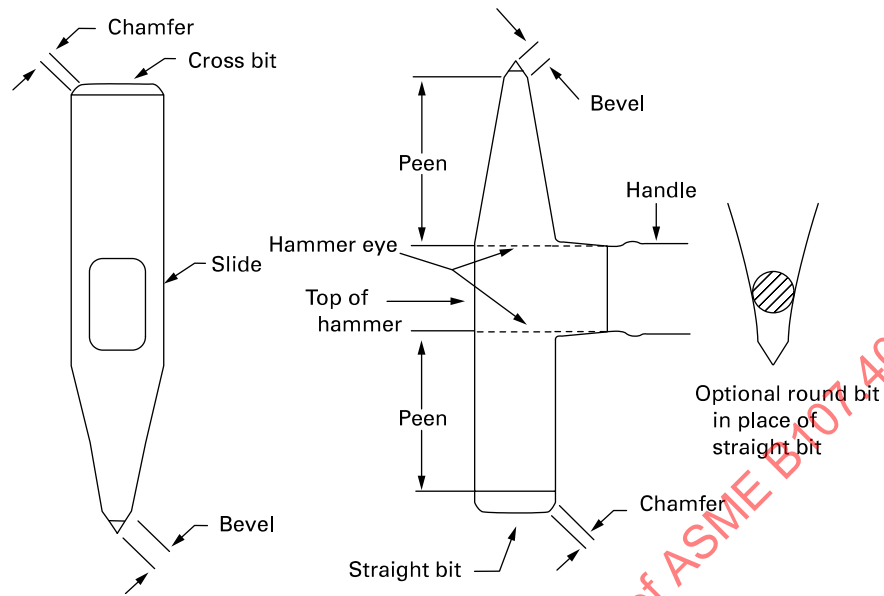 Chamfer
Cross bit
Slide
Bevel
Bevel
Peen
Handle
Hammer eye
Top of
hammer
Peen
Chamfer
Straight bit
Optional round bit
in place of
straight bit
of ASME B107.40